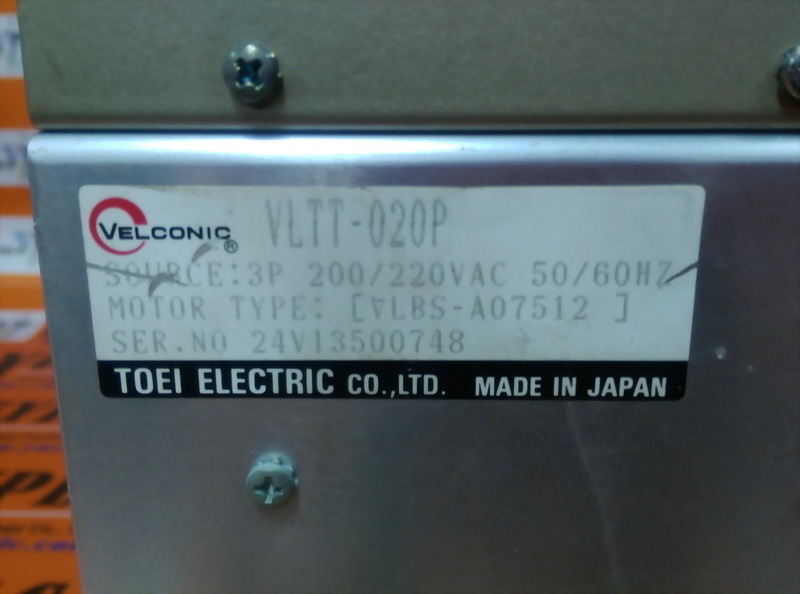 VELCONIC® VLTT-020P
SOURCE:3P 200/220VAC 50/60HZ
MOTOR TYPE: [VLBS-A07512 ]
SER.NO 24V13500748
TOEI ELECTRIC CO.,LTD. MADE IN JAPAN